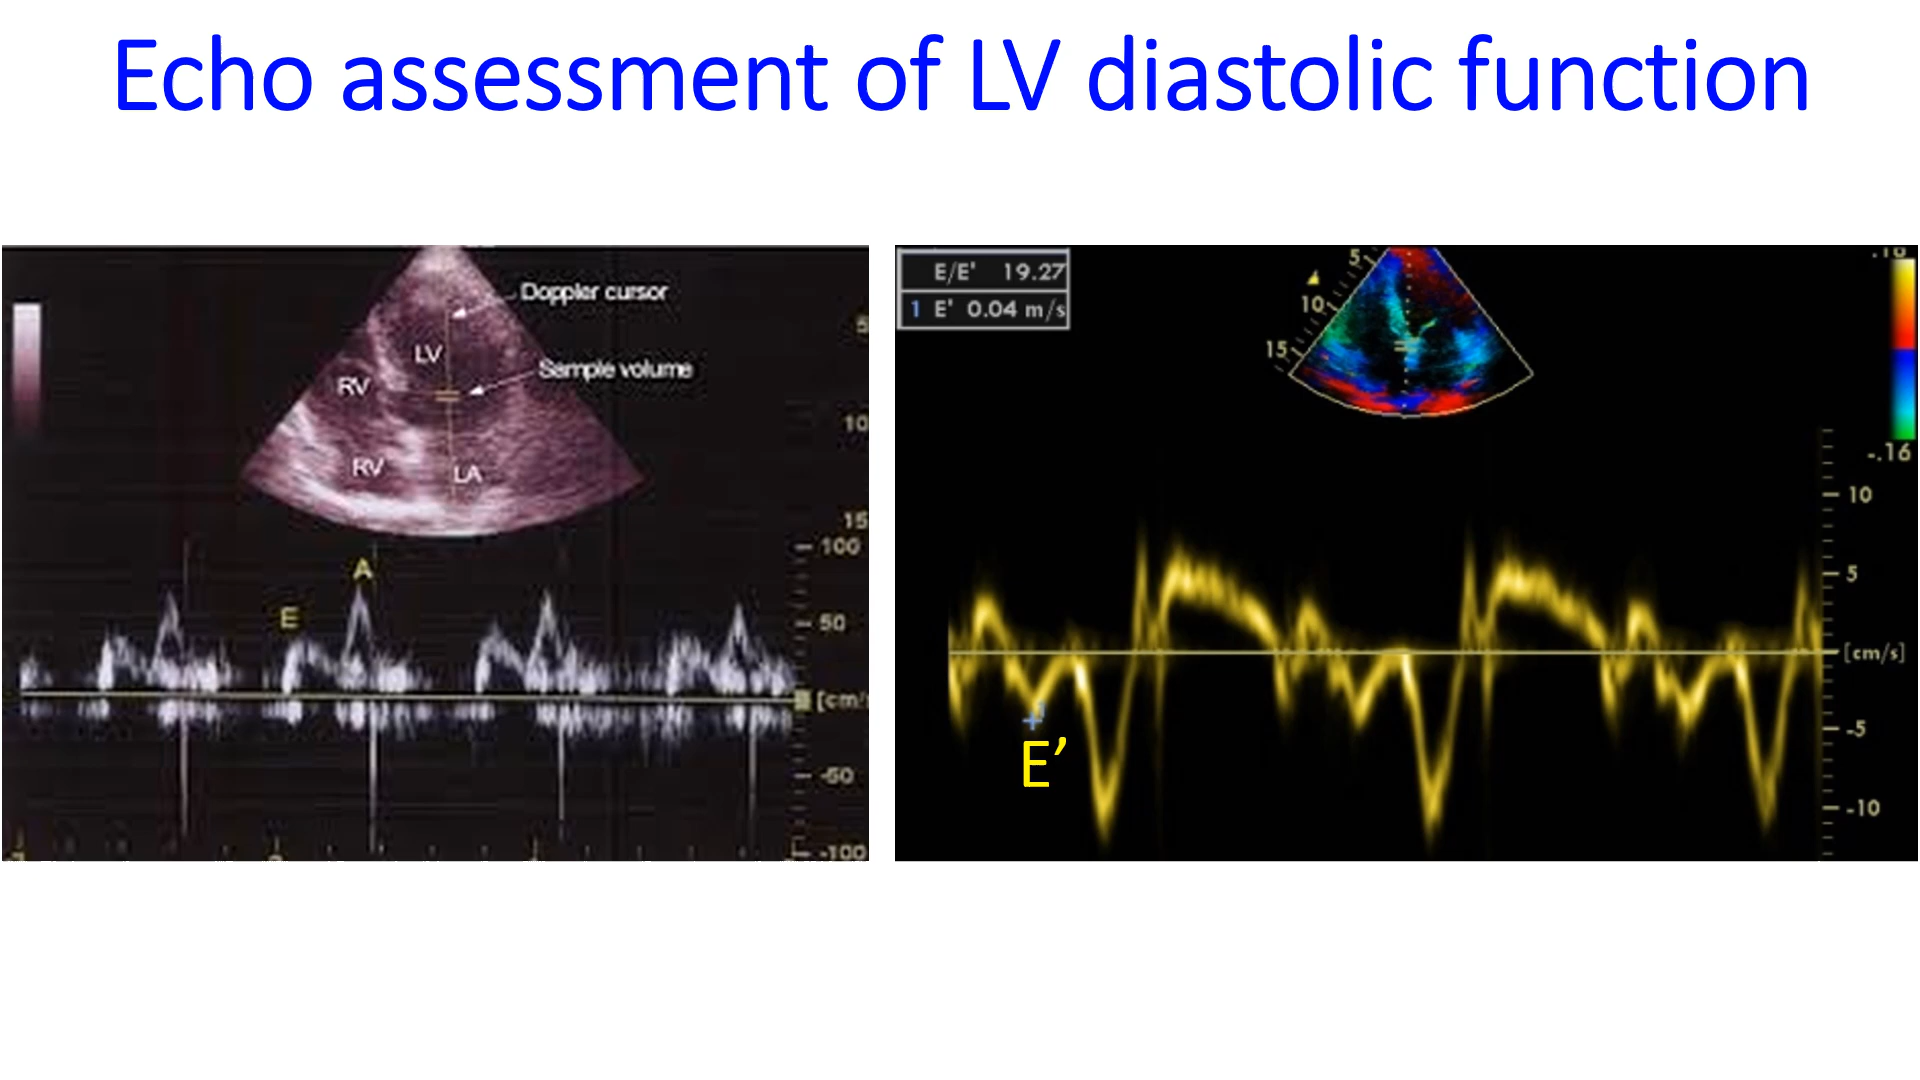 Echo assessment of LV diastolic function
Doppler cursor
LV
Sample volume
RV
RV
LA
5
10
15
100
A
E
50
[cm/
-50
-100
E/E' 19.27
1 E' 0.04 m/s
5
10
15
-.16
10
5
[cm/s]
-5
-10
1
E’